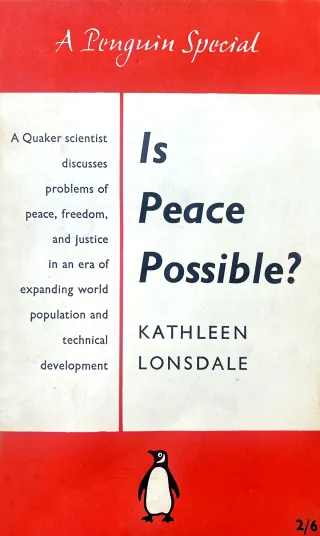 A Penguin Special
A Quaker scientist
discusses
problems of
peace, freedom,
and justice
in an era of
expanding world
population and
technical
development
Is
Peace
Possible?
KATHLEEN
LONSDALE
2/6